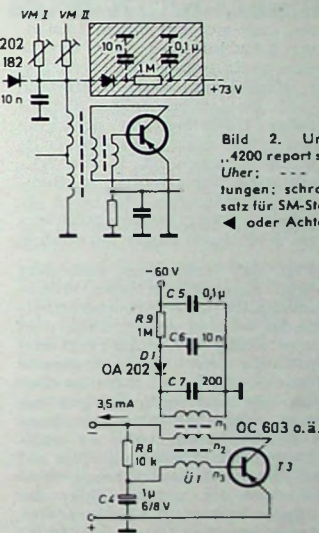 VM I VM II
202
182
10 n
10 n
0,1 µ
1 M
+73 V
Bild 2. Un
„4200 report s
Uher; ---
tungen; schra
satz für SM-St
◄ oder Achte
−60 V
C 5 0,1µ
R 9
1M
C 6 10 n
D 1
OA 202
C 7 200
3,5 mA
n1
OC 603 o.ä.
−
R 8
10 k
n2
n3
T 3
Ü 1
C 4 1µ
6/8 V
+